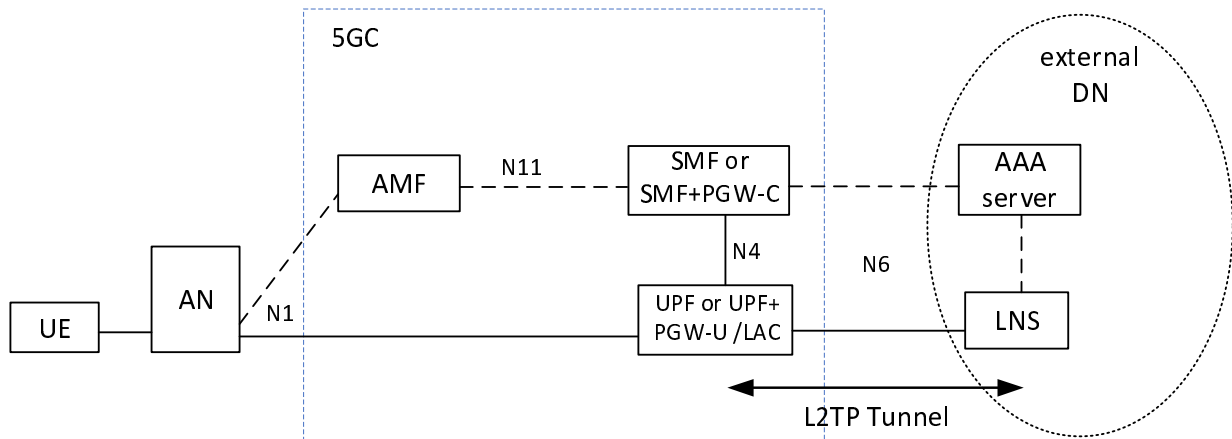 5GC
external
DN
AMF
N11
SMF or
SMF+PGW-C
AAA
server
N4
N6
UE
AN
N1
UPF or UPF+
PGW-U /LAC
LNS
L2TP Tunnel